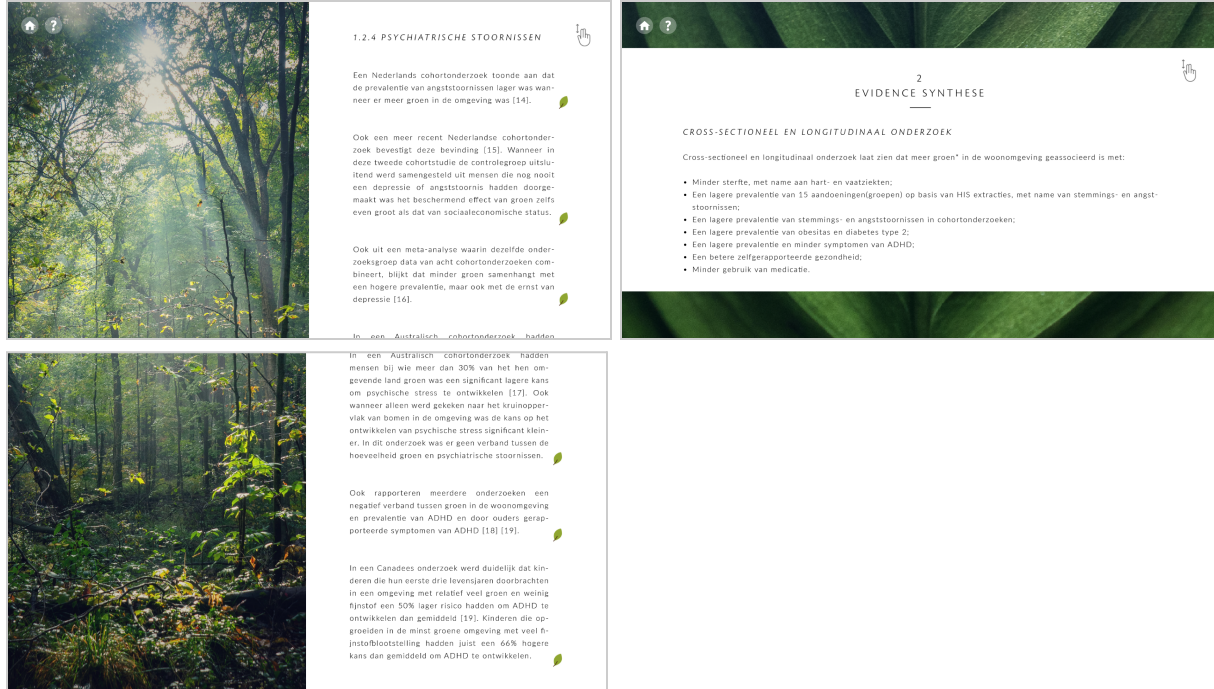 ?
1.2.4 PSYCHIATRISCHE STOORNISSEN
Een Nederlands cohortonderzoek toonde aan dat
de prevalentie van angststoornissen lager was wan-
neer er meer groen in de omgeving was [14].
Ook een meer recent Nederlandse cohortonder-
zoek bevestigt deze bevinding [15]. Wanneer in
deze tweede cohortstudie de controlegroep uitslu-
itend werd samengesteld uit mensen die nog nooit
een depressie of angststoornis hadden doorge-
maakt was het beschermend effect van groen zelfs
even groot als dat van sociaaleconomische status.
Ook uit een meta-analyse waarin dezelfde onder-
zoeksgroep data van acht cohortonderzoeken com-
bineert, blijkt dat minder groen samenhangt met
een hogere prevalentie, maar ook met de ernst van
depressie [16].
In een Australisch cohortonderzoek hadden
?
2
EVIDENCE SYNTHESE
CROSS-SECTIONEEL EN LONGITUDINAAL ONDERZOEK
Cross-sectioneel en longitudinaal onderzoek laat zien dat meer groen* in de woonomgeving geassocieerd is met:
• Minder sterfte, met name aan hart- en vaatziekten;
• Een lagere prevalentie van 15 aandoeningen(groepen) op basis van HIS extracties, met name van stemmings- en angst-
stoornissen;
• Een lagere prevalentie van stemmings- en angststoornissen in cohortonderzoeken;
• Een lagere prevalentie van obesitas en diabetes type 2;
• Een lagere prevalentie en minder symptomen van ADHD;
• Een betere zelfgerapporteerde gezondheid;
• Minder gebruik van medicatie.
In een Australisch cohortonderzoek hadden
mensen bij wie meer dan 30% van het hen om-
gevende land groen was een significant lagere kans
om psychische stress te ontwikkelen [17]. Ook
wanneer alleen werd gekeken naar het kruinopper-
vlak van bomen in de omgeving was de kans op het
ontwikkelen van psychische stress significant klein-
er. In dit onderzoek was er geen verband tussen de
hoeveelheid groen en psychiatrische stoornissen.
Ook rapporteren meerdere onderzoeken een
negatief verband tussen groen in de woonomgeving
en prevalentie van ADHD en door ouders gerap-
porteerde symptomen van ADHD [18] [19].
In een Canadees onderzoek werd duidelijk dat kin-
deren die hun eerste drie levensjaren doorbrachten
in een omgeving met relatief veel groen en weinig
fijnstof een 50% lager risico hadden om ADHD te
ontwikkelen dan gemiddeld [19]. Kinderen die op-
groeiden in de minst groene omgeving met veel fi-
jnstofblootstelling hadden juist een 66% hogere
kans dan gemiddeld om ADHD te ontwikkelen.